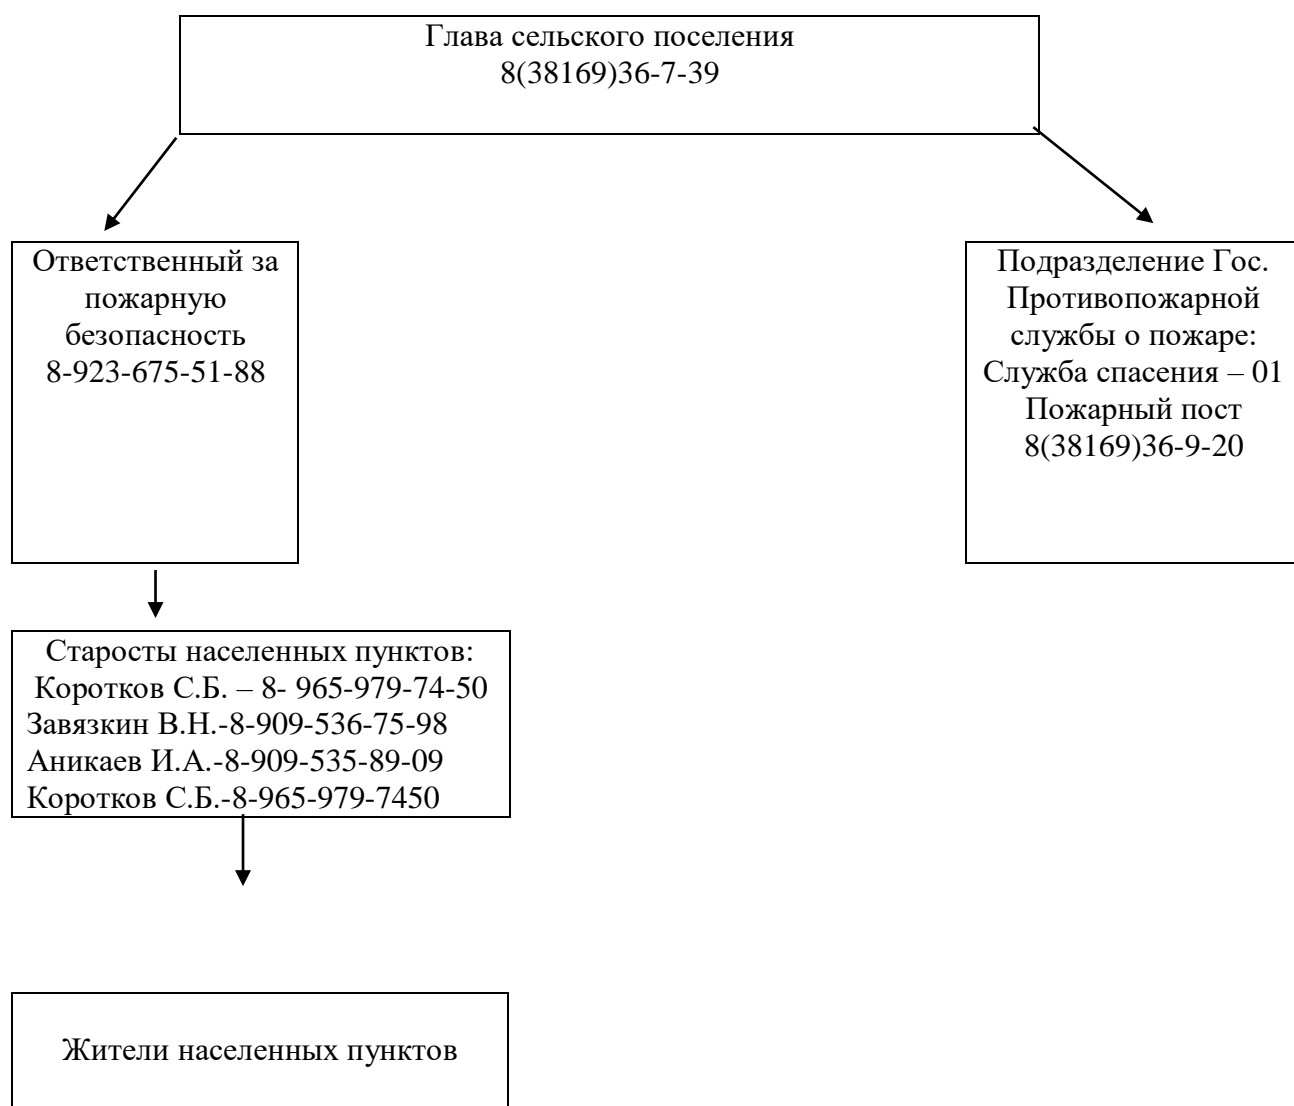 Глава сельского поселения
8(38169)36-7-39
Ответственный за
пожарную
безопасность
8-923-675-51-88
Подразделение Гос.
Противопожарной
службы о пожаре:
Служба спасения – 01
Пожарный пост
8(38169)36-9-20
Старосты населенных пунктов:
Коротков С.Б. – 8- 965-979-74-50
Завязкин В.Н.-8-909-536-75-98
Аникаев И.А.-8-909-535-89-09
Коротков С.Б.-8-965-979-7450
Жители населенных пунктов